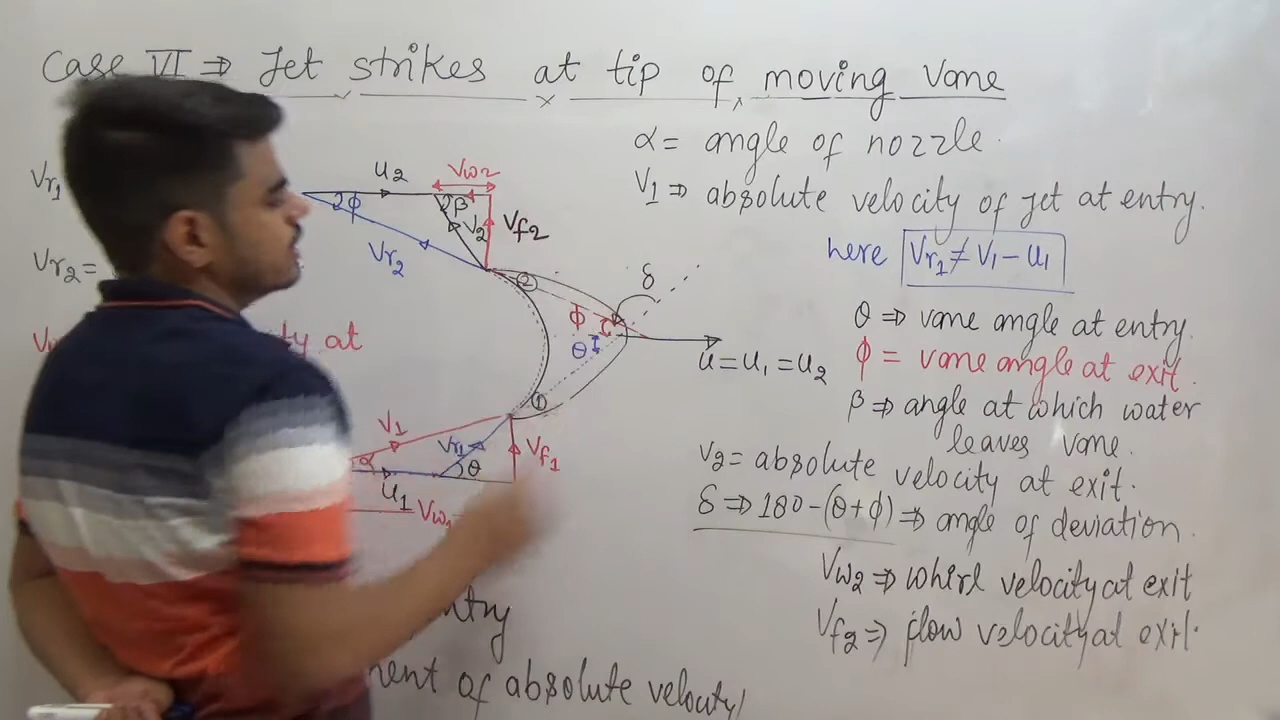 Case VI ⇒ Jet strikes at tip of moving Vane
α = angle of nozzle.
V1 ⇒ absolute velocity of jet at entry.
here Vr1 ≠ V1 - u1
θ ⇒ vane angle at entry.
φ = vane angle at exit.
β ⇒ angle at which water
leaves vane.
V2 = absolute velocity at exit.
δ ⇒ 180 - (θ+φ) ⇒ angle of deviation.
Vw2 ⇒ whirl velocity at exit
Vf2 ⇒ flow velocity at exit.
Vr1
Vr2 =
at
u2
Vw2
φ
β
V2
Vf2
Vr2
2
δ
φ
θ
u = u1 = u2
1
V1
Vr1
Vf1
α
θ
u1
Vw1
of absolute velocity